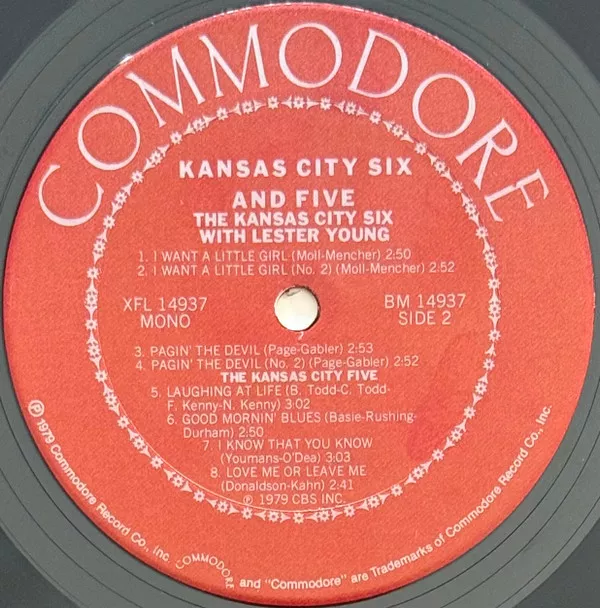 COMMODORE
KANSAS CITY SIX
AND FIVE
THE KANSAS CITY SIX
WITH LESTER YOUNG
1. I WANT A LITTLE GIRL (Moll-Mencher) 2:50
2. I WANT A LITTLE GIRL (No. 2) (Moll-Mencher) 2:52
XFL 14937
MONO
BM 14937
SIDE 2
3. PAGIN' THE DEVIL (Page-Gabler) 2:53
4. PAGIN' THE DEVIL (No. 2) (Page-Gabler) 2:52
THE KANSAS CITY FIVE
5. LAUGHING AT LIFE (B. Todd-C. Todd-
F. Kenny-N. Kenny) 3:02
6. GOOD MORNIN' BLUES (Basie-Rushing-
Durham) 2:50
7. I KNOW THAT YOU KNOW
(Youmans-O'Dea) 3:03
8. LOVE ME OR LEAVE ME
(Donaldson-Kahn) 2:41
℗ 1979 CBS INC.
℗ 1979 Commodore Record Co., Inc. COMMODORE and "Commodore" are Trademarks of Commodore Record Co., Inc.